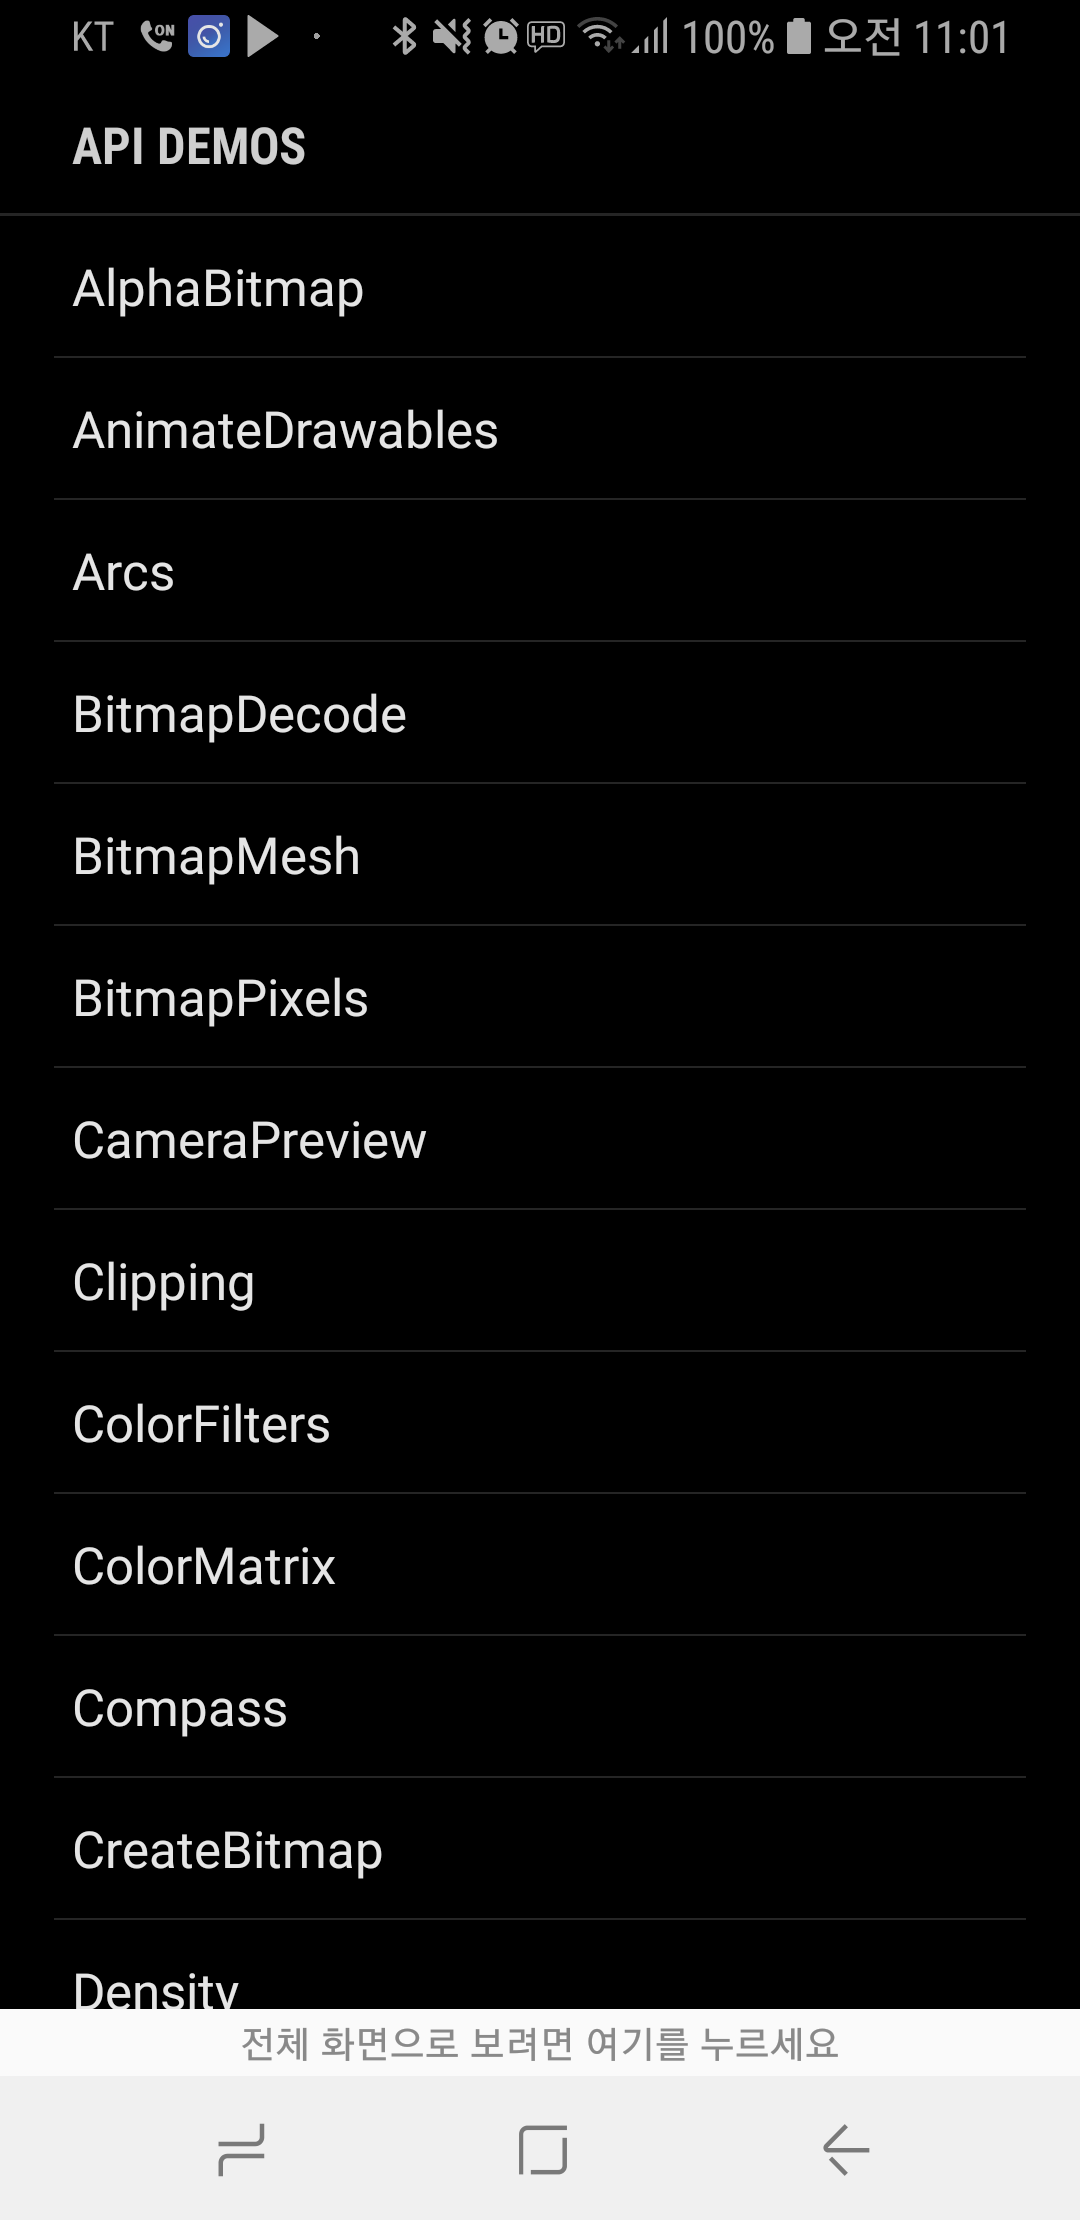 KT ON HD 100% 오전 11:01
API DEMOS
AlphaBitmap
AnimateDrawables
Arcs
BitmapDecode
BitmapMesh
BitmapPixels
CameraPreview
Clipping
ColorFilters
ColorMatrix
Compass
CreateBitmap
Density
전체 화면으로 보려면 여기를 누르세요